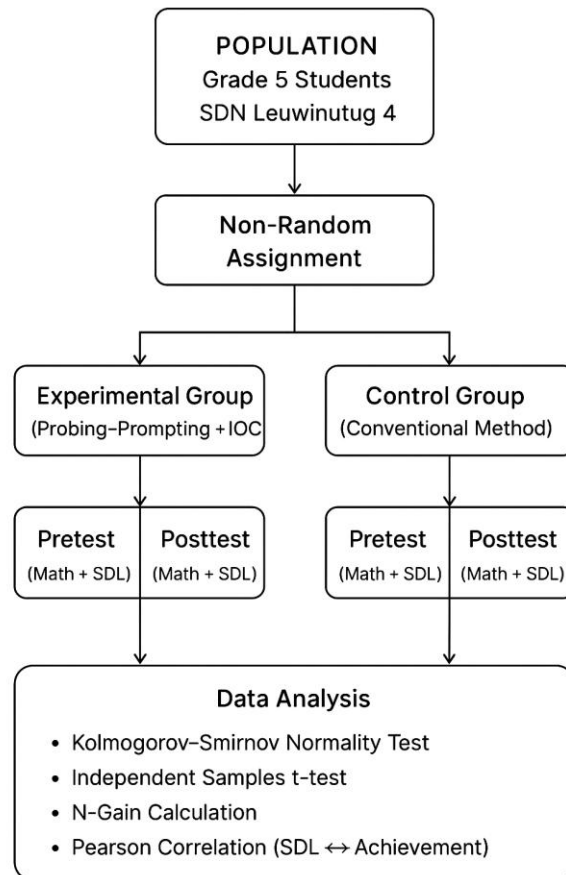 POPULATION
Grade 5 Students
SDN Leuwinutug 4
Non-Random
Assignment
Experimental Group
(Probing–Prompting + IOC
Control Group
(Conventional Method)
Pretest
(Math + SDL)
Posttest
(Math + SDL)
Pretest
(Math + SDL)
Posttest
(Math + SDL)
Data Analysis
• Kolmogorov–Smirnov Normality Test
• Independent Samples t-test
• N-Gain Calculation
• Pearson Correlation (SDL ↔ Achievement)